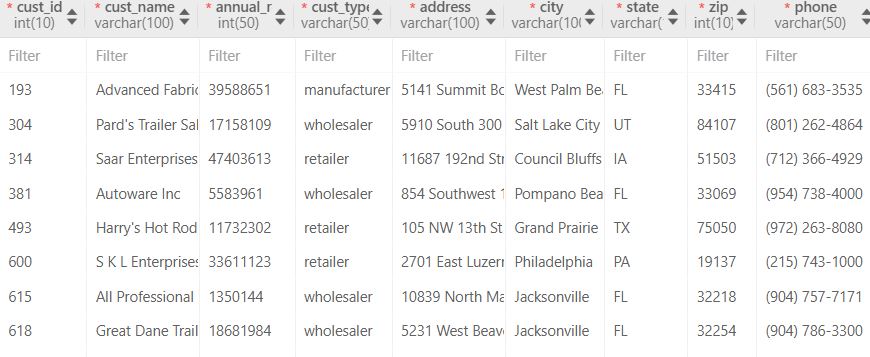 * cust_id * cust_name * annual_r * cust_type * address * city * state * zip * phone
int(10) varchar(100) int(50) varchar(50) varchar(100) varchar(100 varchar( int(10) varchar(50)
Filter Filter Filter Filter Filter Filter Filter Filter Filter
193 Advanced Fabric 39588651 manufacturer 5141 Summit Bo West Palm Bea FL 33415 (561) 683-3535
304 Pard's Trailer Sal 17158109 wholesaler 5910 South 300 Salt Lake City UT 84107 (801) 262-4864
314 Saar Enterprises 47403613 retailer 11687 192nd Str Council Bluffs IA 51503 (712) 366-4929
381 Autoware Inc 5583961 wholesaler 854 Southwest 1 Pompano Bea FL 33069 (954) 738-4000
493 Harry's Hot Rod 11732302 retailer 105 NW 13th St Grand Prairie TX 75050 (972) 263-8080
600 S K L Enterprises 33611123 retailer 2701 East Luzer Philadelphia PA 19137 (215) 743-1000
615 All Professional 1350144 wholesaler 10839 North Ma Jacksonville FL 32218 (904) 757-7171
618 Great Dane Trail 18681984 wholesaler 5231 West Beav Jacksonville FL 32254 (904) 786-3300